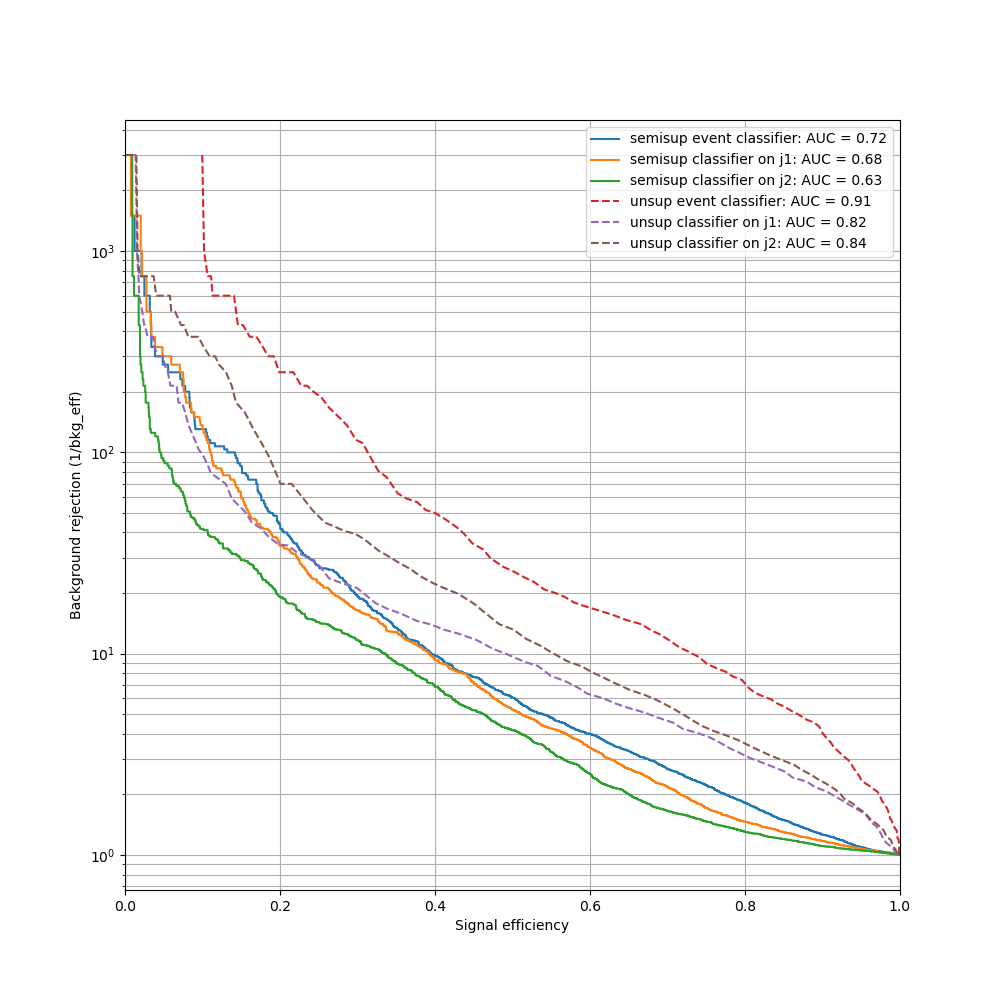 semisup event classifier: AUC = 0.72
semisup classifier on j1: AUC = 0.68
semisup classifier on j2: AUC = 0.63
unsup event classifier: AUC = 0.91
unsup classifier on j1: AUC = 0.82
unsup classifier on j2: AUC = 0.84
Background rejection (1/bkg_eff)
10³
10²
10¹
10⁰
0.0 0.2 0.4 0.6 0.8 1.0
Signal efficiency